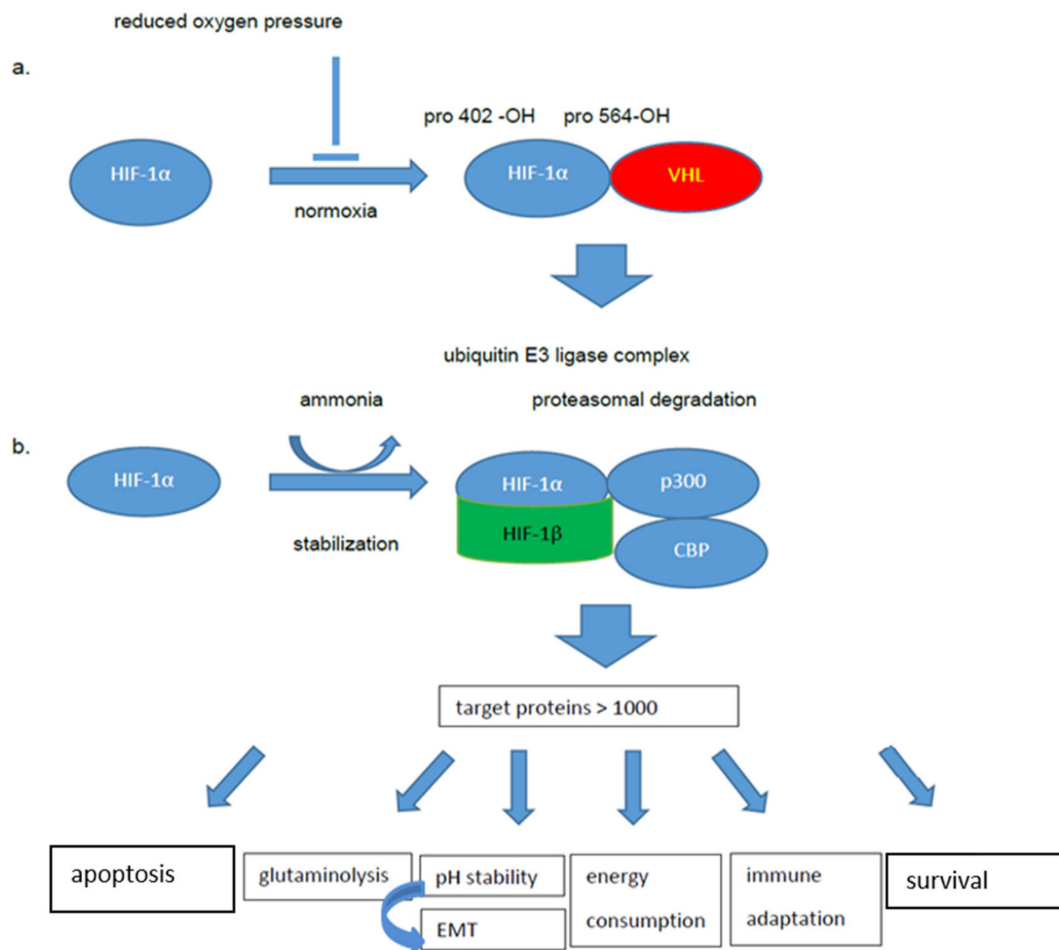 reduced oxygen pressure
a.
pro 402 -OH pro 564-OH
HIF-1α
HIF-1α
VHL
normoxia
ubiquitin E3 ligase complex
ammonia
proteasomal degradation
b.
HIF-1α
HIF-1α
p300
HIF-1β
CBP
stabilization
target proteins > 1000
apoptosis
glutaminolysis
pH stability
EMT
energy
consumption
immune
adaptation
survival